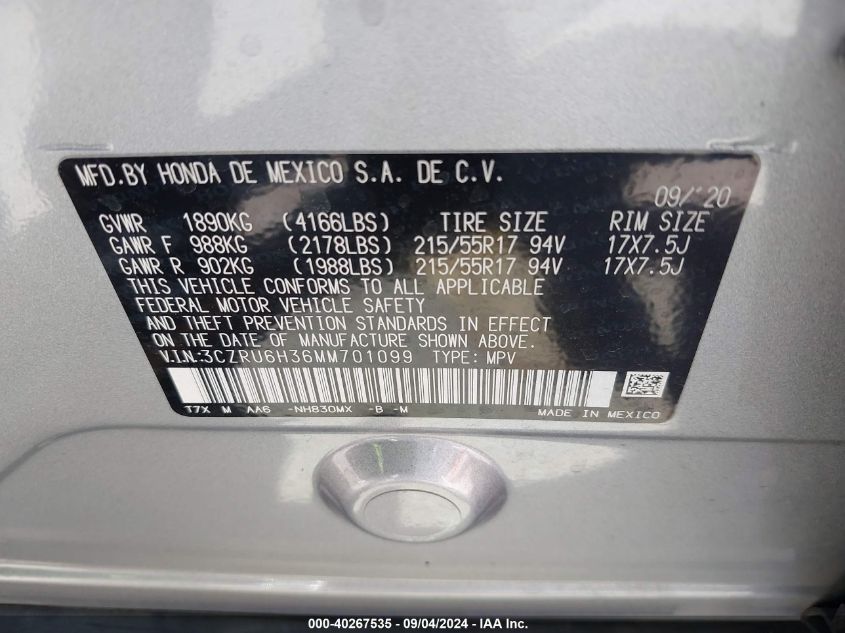 MFD.BY HONDA DE MEXICO S.A. DE C.V.
09/'20
GVWR 1890KG (4166LBS) TIRE SIZE RIM SIZE
GAWR F 988KG (2178LBS) 215/55R17 94V 17X7.5J
GAWR R 902KG (1988LBS) 215/55R17 94V 17X7.5J
THIS VEHICLE CONFORMS TO ALL APPLICABLE
FEDERAL MOTOR VEHICLE SAFETY
AND THEFT PREVENTION STANDARDS IN EFFECT
ON THE DATE OF MANUFACTURE SHOWN ABOVE.
V.I.N:3CZRU6H36MM701099 TYPE: MPV
T7X M AA6 -NH830MX -B -M
MADE IN MEXICO
000-40267535 - 09/04/2024 - IAA Inc.